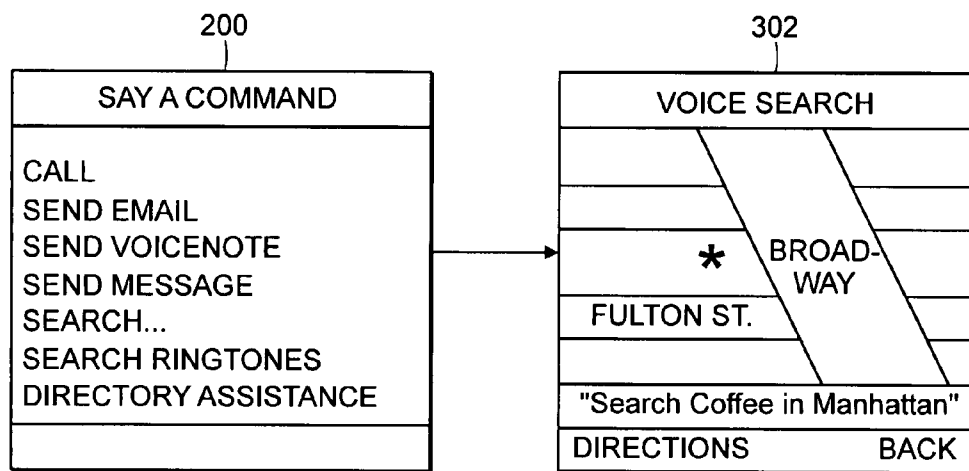 200
SAY A COMMAND
CALL
SEND EMAIL
SEND VOICENOTE
SEND MESSAGE
SEARCH...
SEARCH RINGTONES
DIRECTORY ASSISTANCE
302
VOICE SEARCH
*
BROAD-
WAY
FULTON ST.
"Search Coffee in Manhattan"
DIRECTIONS BACK